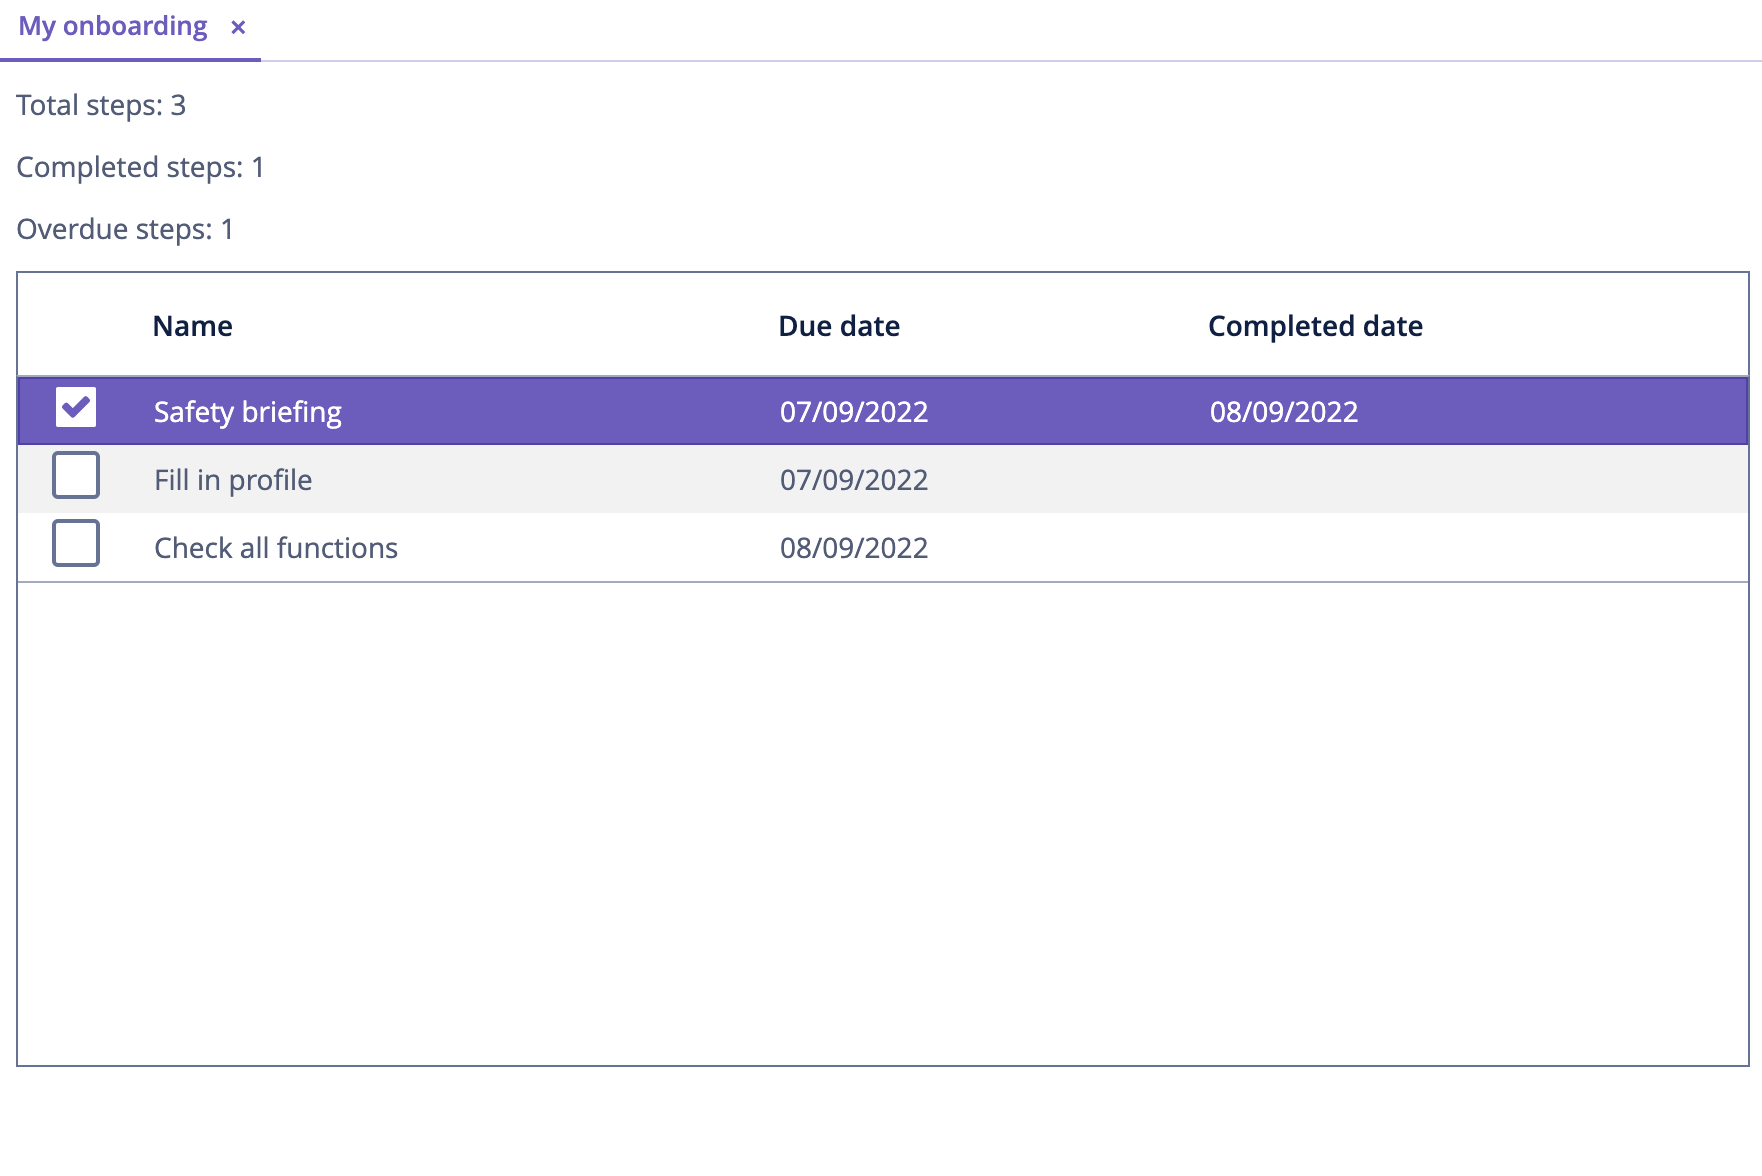 My onboarding ×
Total steps: 3
Completed steps: 1
Overdue steps: 1
Name Due date Completed date
Safety briefing 07/09/2022 08/09/2022
Fill in profile 07/09/2022
Check all functions 08/09/2022